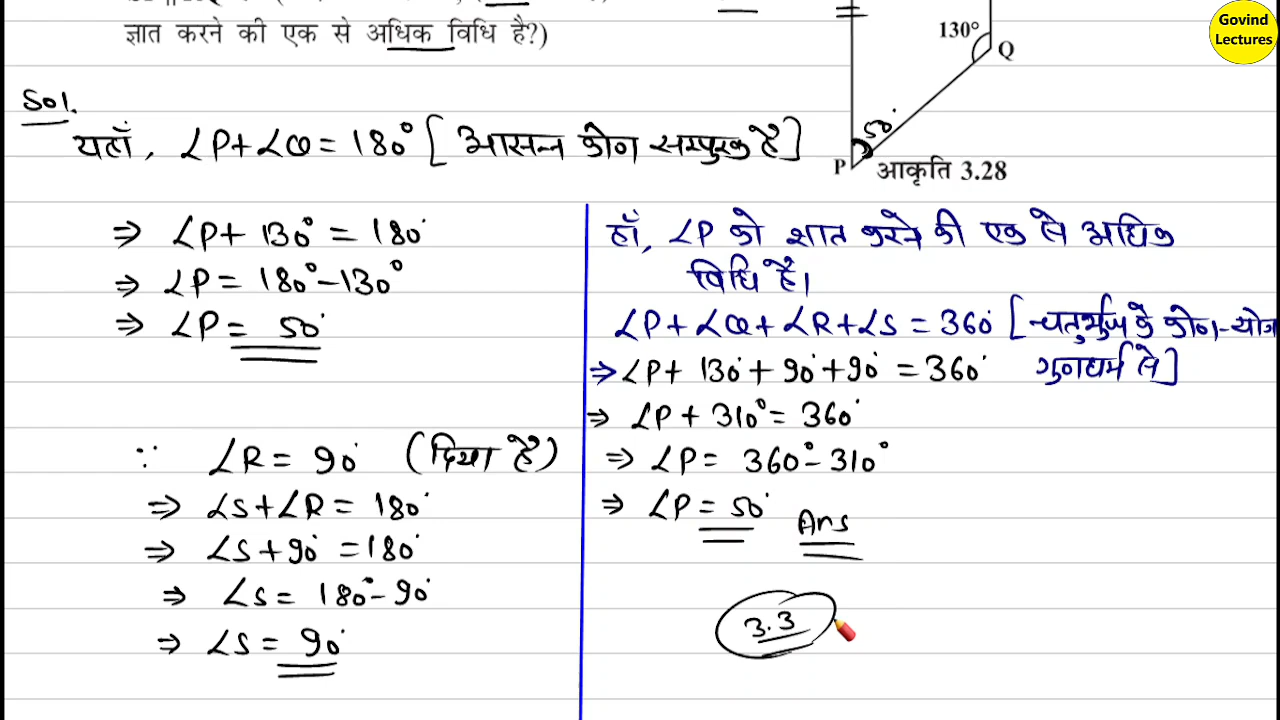 ज्ञात करने की एक से अधिक विधि है?)
130°
Q
Govind
Lectures
Sol.
यहाँ, ∠P+∠Q = 180° [ आसन्न कोण सम्पुरक है ]
50°
P
आकृति 3.28
⇒ ∠P + 130° = 180°
⇒ ∠P = 180° - 130°
⇒ ∠P = 50°
∵ ∠R = 90° (दिया है)
⇒ ∠S + ∠R = 180°
⇒ ∠S + 90° = 180°
⇒ ∠S = 180° - 90°
⇒ ∠S = 90°
हाँ, ∠P को ज्ञात करने की एक से अधिक
विधि है।
∠P + ∠Q + ∠R + ∠S = 360° [ चतुर्भुज के कोण-योग
गुणधर्म से ]
⇒ ∠P + 130° + 90° + 90° = 360°
⇒ ∠P + 310° = 360°
⇒ ∠P = 360° - 310°
⇒ ∠P = 50° Ans
3.3